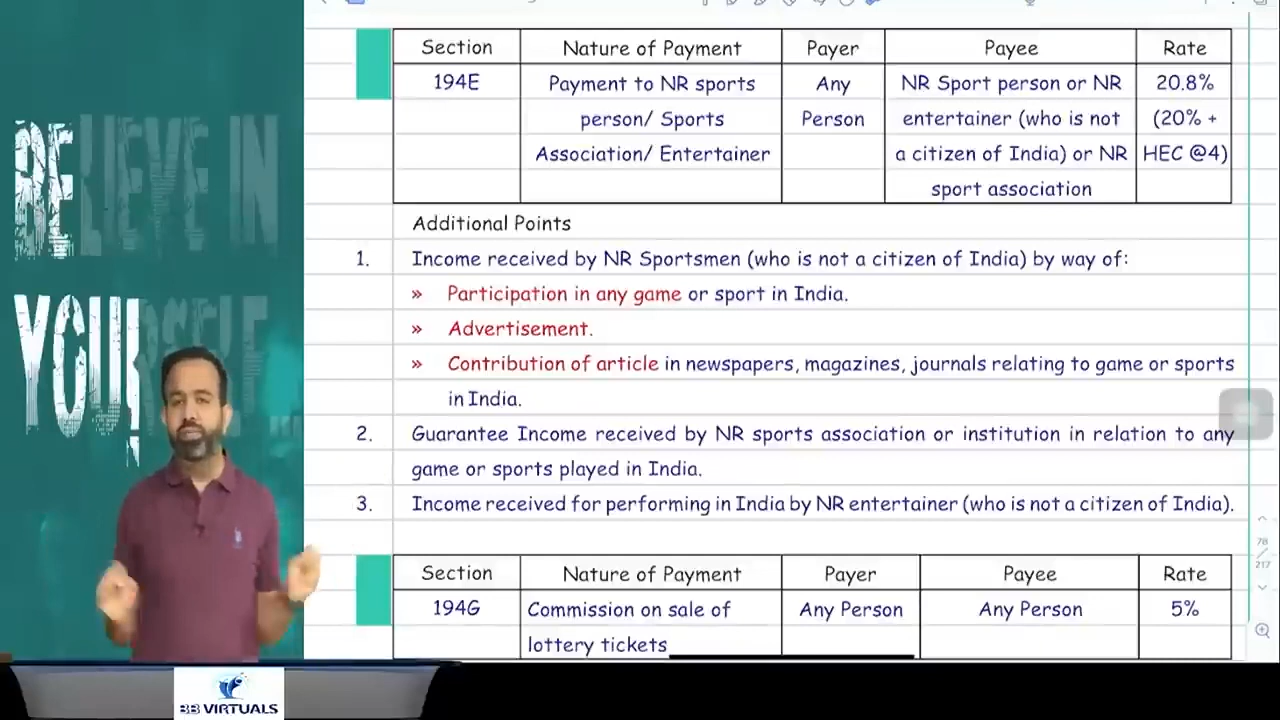 BELIEVE IN
YOURSELF...
Section Nature of Payment Payer Payee Rate
194E Payment to NR sports Any NR Sport person or NR 20.8%
person/ Sports Person entertainer (who is not (20% +
Association/ Entertainer a citizen of India) or NR HEC @4)
sport association
Additional Points
1. Income received by NR Sportsmen (who is not a citizen of India) by way of:
» Participation in any game or sport in India.
» Advertisement.
» Contribution of article in newspapers, magazines, journals relating to game or sports
in India.
2. Guarantee Income received by NR sports association or institution in relation to any
game or sports played in India.
3. Income received for performing in India by NR entertainer (who is not a citizen of India).
78
217
Section Nature of Payment Payer Payee Rate
194G Commission on sale of Any Person Any Person 5%
lottery tickets
BB VIRTUALS